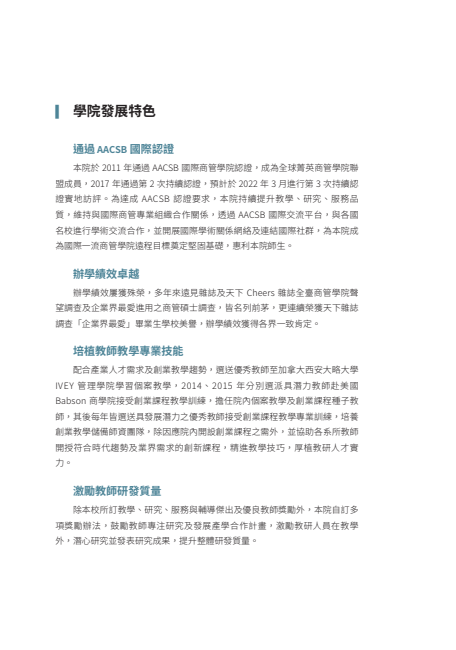 學院發展特色
通過 AACSB 國際認證
本院於 2011 年通過 AACSB 國際商管學院認證，成為全球菁英商管學院聯
盟成員，2017 年通過第 2 次持續認證，預計於 2022 年 3 月進行第 3 次持續認
證實地訪評。為達成 AACSB 認證要求，本院持續提升教學、研究、服務品
質，維持與國際商管專業組織合作關係，透過 AACSB 國際交流平台，與各國
名校進行學術交流合作，並開展國際學術關係網絡及連結國際社群，為本院成
為國際一流商管學院遠程目標奠定堅固基礎，惠利本院師生。
辦學績效卓越
辦學績效屢獲殊榮，多年來遠見雜誌及天下 Cheers 雜誌全臺商管學院聲
望調查及企業界最愛進用之商管碩士調查，皆名列前茅，更連續榮獲天下雜誌
調查「企業界最愛」畢業生學校美譽，辦學績效獲得各界一致肯定。
培植教師教學專業技能
配合產業人才需求及創業教學趨勢，選送優秀教師至加拿大西安大略大學
IVEY 管理學院學習個案教學，2014、2015 年分別選派具潛力教師赴美國
Babson 商學院接受創業課程教學訓練，擔任院內個案教學及創業課程種子教
師，其後每年皆選送具發展潛力之優秀教師接受創業課程教學專業訓練，培養
創業教學儲備師資團隊，除因應院內開設創業課程之需外，並協助各系所教師
開授符合時代趨勢及業界需求的創新課程，精進教學技巧，厚植教研人才實
力。
激勵教師研發質量
除本校所訂教學、研究、服務與輔導傑出及優良教師獎勵外，本院自訂多
項獎勵辦法，鼓勵教師專注研究及發展產學合作計畫，激勵教研人員在教學
外，潛心研究並發表研究成果，提升整體研發質量。